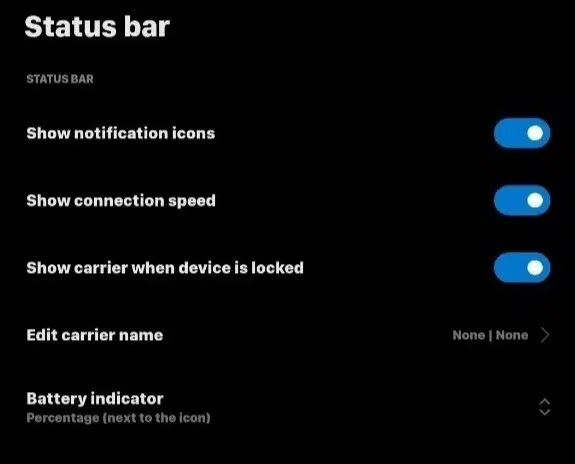 Status bar
STATUS BAR
Show notification icons
Show connection speed
Show carrier when device is locked
Edit carrier name None | None
Battery indicator
Percentage (next to the icon)